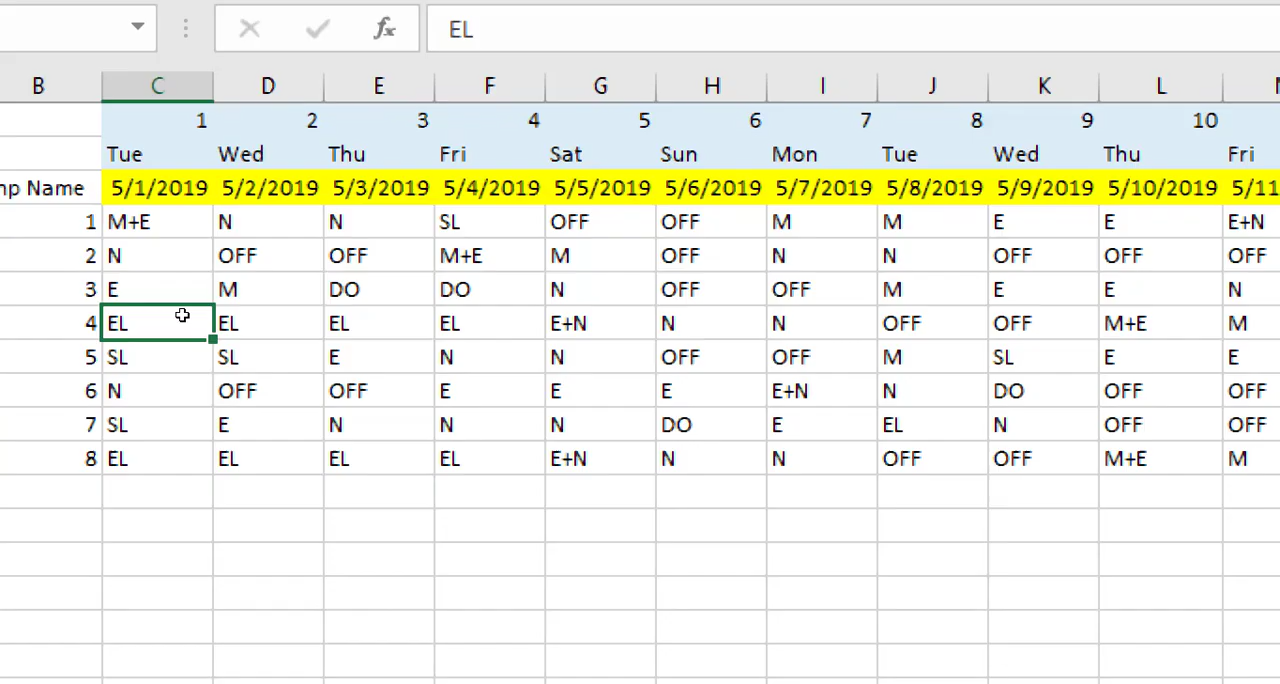 EL
B C D E F G H I J K L
1 2 3 4 5 6 7 8 9 10
Tue Wed Thu Fri Sat Sun Mon Tue Wed Thu Fri
mp Name 5/1/2019 5/2/2019 5/3/2019 5/4/2019 5/5/2019 5/6/2019 5/7/2019 5/8/2019 5/9/2019 5/10/2019 5/11
1 M+E N N SL OFF OFF M M E E E+N
2 N OFF OFF M+E M OFF N N OFF OFF OFF
3 E M DO DO N OFF OFF M E E N
4 EL EL EL EL E+N N N OFF OFF M+E M
5 SL SL E N N OFF OFF M SL E E
6 N OFF OFF E E E E+N N DO OFF OFF
7 SL E N N N DO E EL N OFF OFF
8 EL EL EL EL E+N N N OFF OFF M+E M